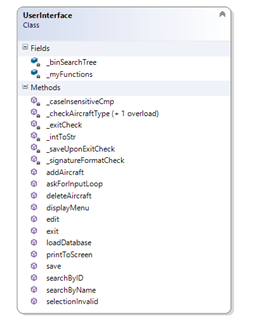 UserInterface
Class
Fields
_binSearchTree
_myFunctions
Methods
_caseInsensitiveCmp
_checkAircraftType (+ 1 overload)
_exitCheck
_intToStr
_saveUponExitCheck
_signatureFormatCheck
addAircraft
askForInputLoop
deleteAircraft
displayMenu
edit
exit
loadDatabase
printToScreen
save
searchByID
searchByName
selectionInvalid